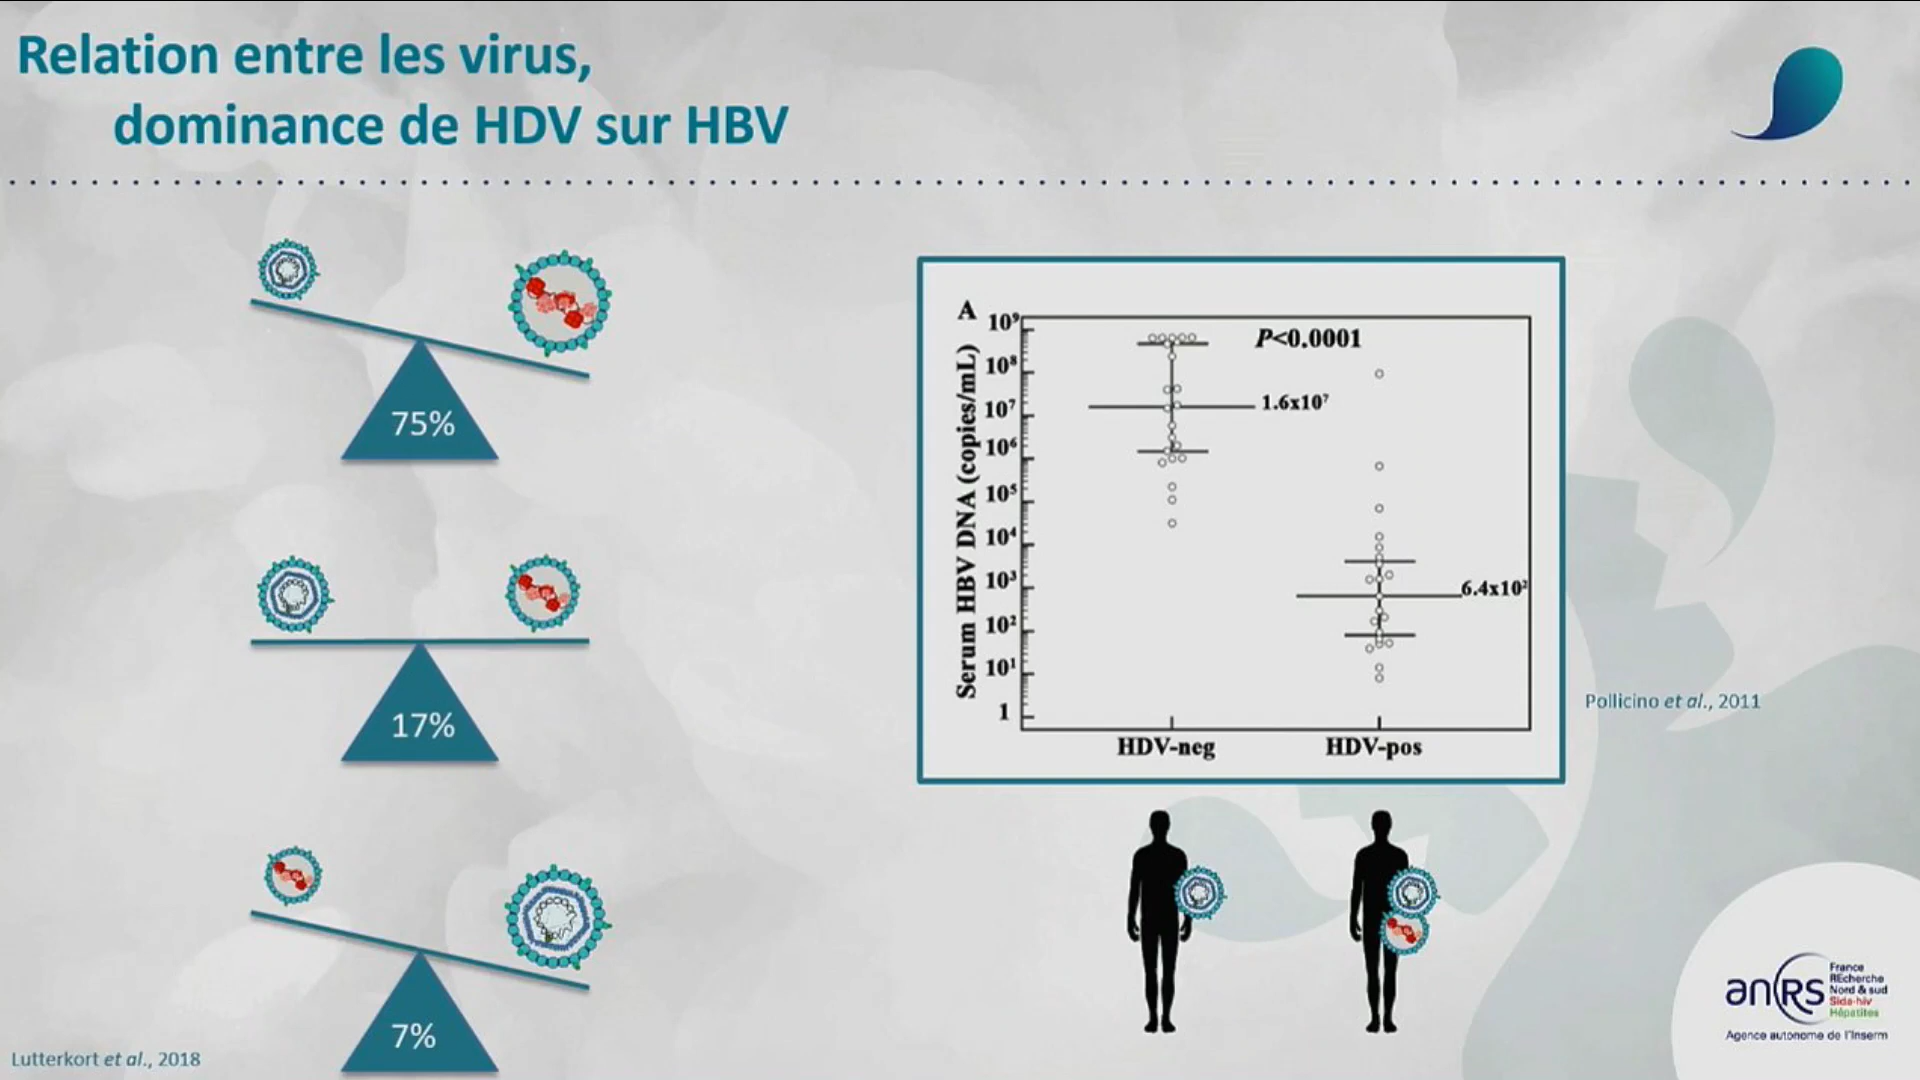 Relation entre les virus,
dominance de HDV sur HBV
75%
17%
7%
Lutterkort et al., 2018
A
Serum HBV DNA (copies/mL)
10⁹
10⁸
10⁷
10⁶
10⁵
10⁴
10³
10²
10¹
1
P<0.0001
1.6x10⁷
6.4x10²
HDV-neg
HDV-pos
Pollicino et al., 2011
anRS
France
REcherche
Nord & sud
Sida-hiv
Hépatites
Agence autonome de l'Inserm